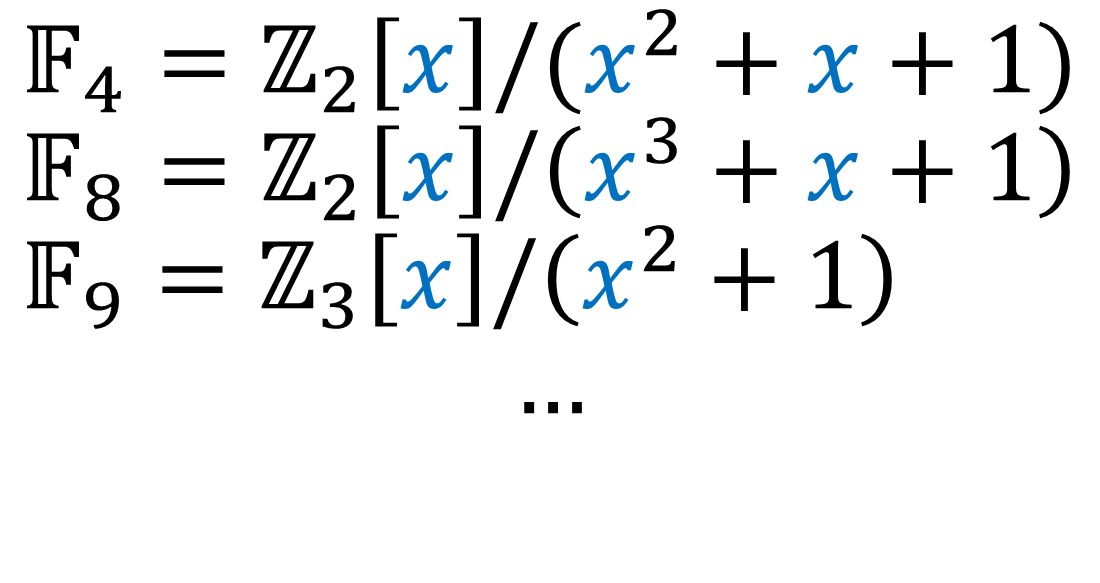 𝔽₄ = ℤ₂[x]/(x² + x + 1)
𝔽₈ = ℤ₂[x]/(x³ + x + 1)
𝔽₉ = ℤ₃[x]/(x² + 1)
...